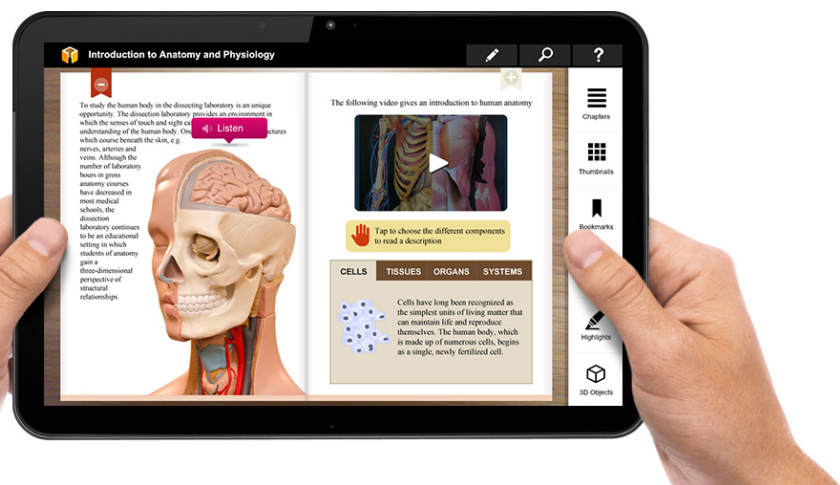 Introduction to Anatomy and Physiology
?
To study the human body in the dissecting laboratory is an unique
opportunity. The dissection laboratory provides an environment in
which the senses of touch and sight ca
understanding of the human body. On
Listen
ctures
which course beneath the skin, e.g.
nerves, arteries and
veins. Although the
number of laboratory
hours in gross
anatomy courses
have decreased in
most medical
schools, the
dissection
laboratory continues
to be an educational
setting in which
students of anatomy
gain a
three-dimensional
perspective of
structural
relationships.
The following video gives an introduction to human anatomy
Tap to choose the different components
to read a description
CELLS TISSUES ORGANS SYSTEMS
Cells have long been recognized as
the simplest units of living matter that
can maintain life and reproduce
themselves. The human body, which
is made up of numerous cells, begins
as a single, newly fertilized cell.
Chapters
Thumbnails
Bookmarks
Highlights
3D Objects